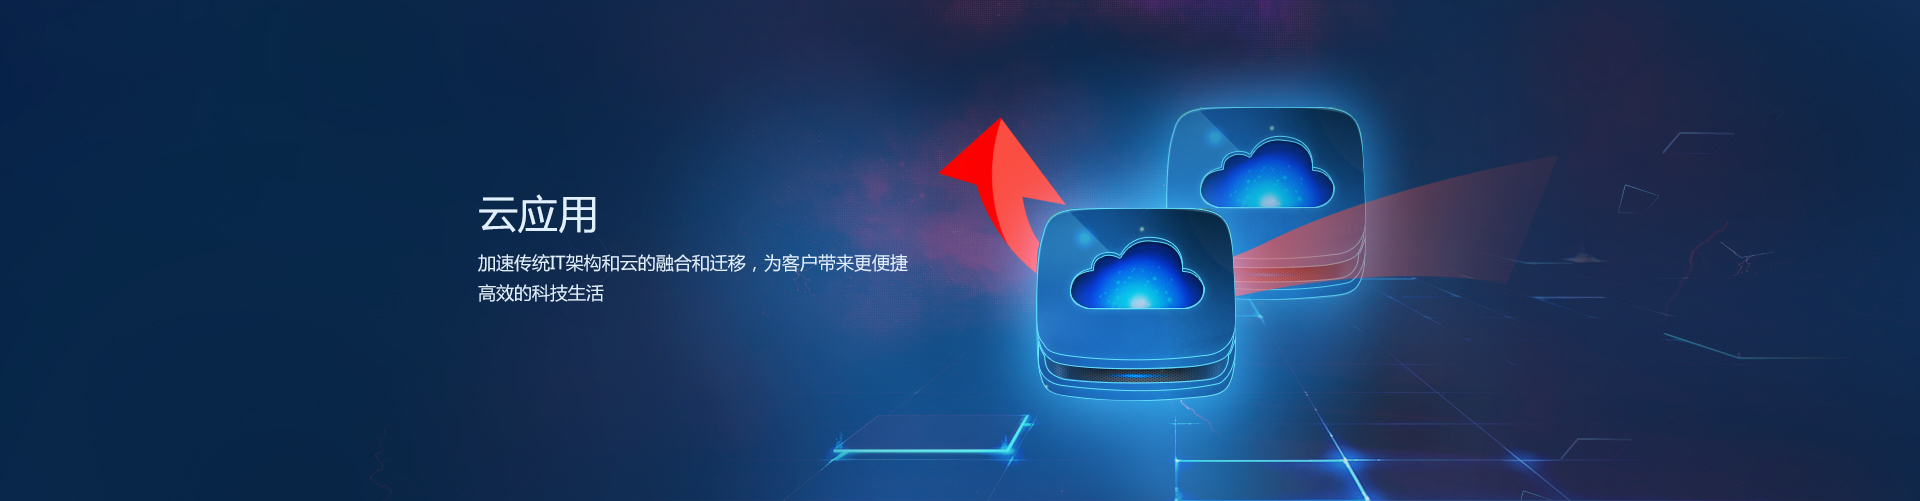 云应用
加速传统IT架构和云的融合和迁移，为客户带来更便捷
高效的科技生活